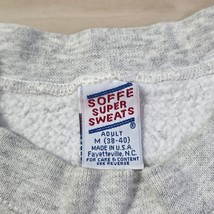 SOFFE
SUPER
SWEATS
®
ADULT
M (38-40)
MADE IN U.S.A.
Fayetteville, N.C.
FOR CARE & CONTENT
SEE REVERSE